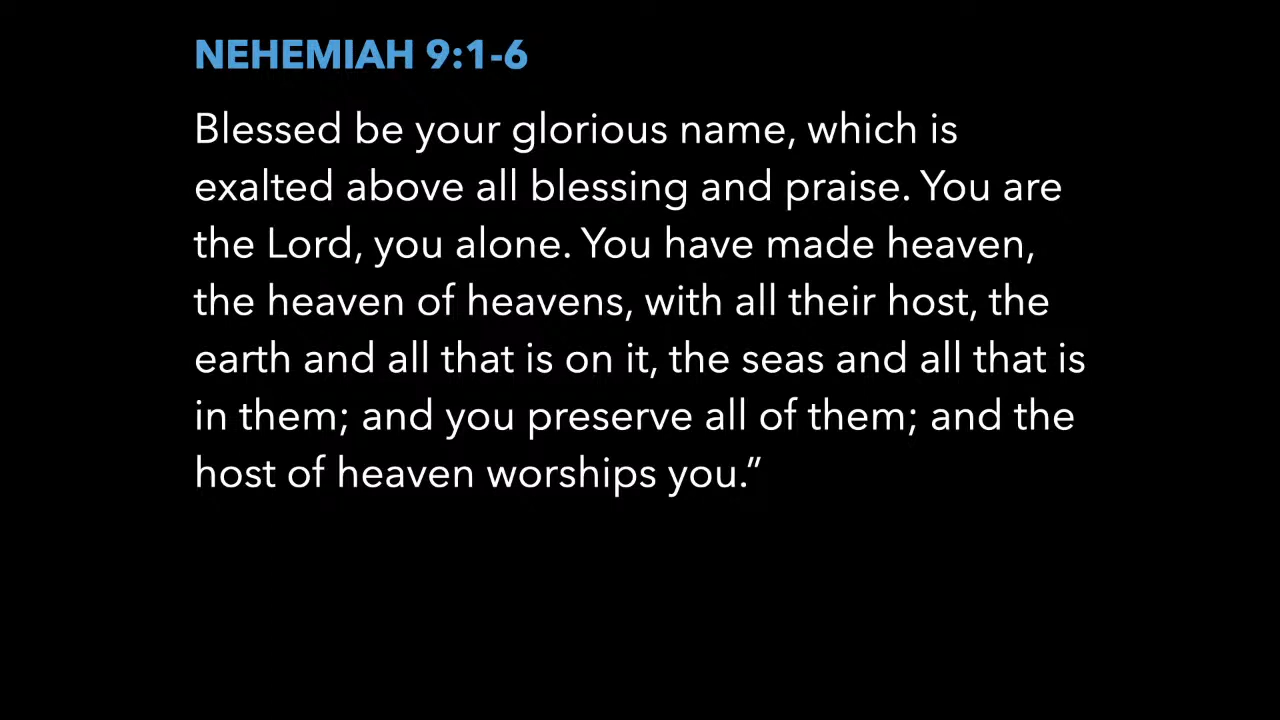 NEHEMIAH 9:1-6
Blessed be your glorious name, which is
exalted above all blessing and praise. You are
the Lord, you alone. You have made heaven,
the heaven of heavens, with all their host, the
earth and all that is on it, the seas and all that is
in them; and you preserve all of them; and the
host of heaven worships you.”